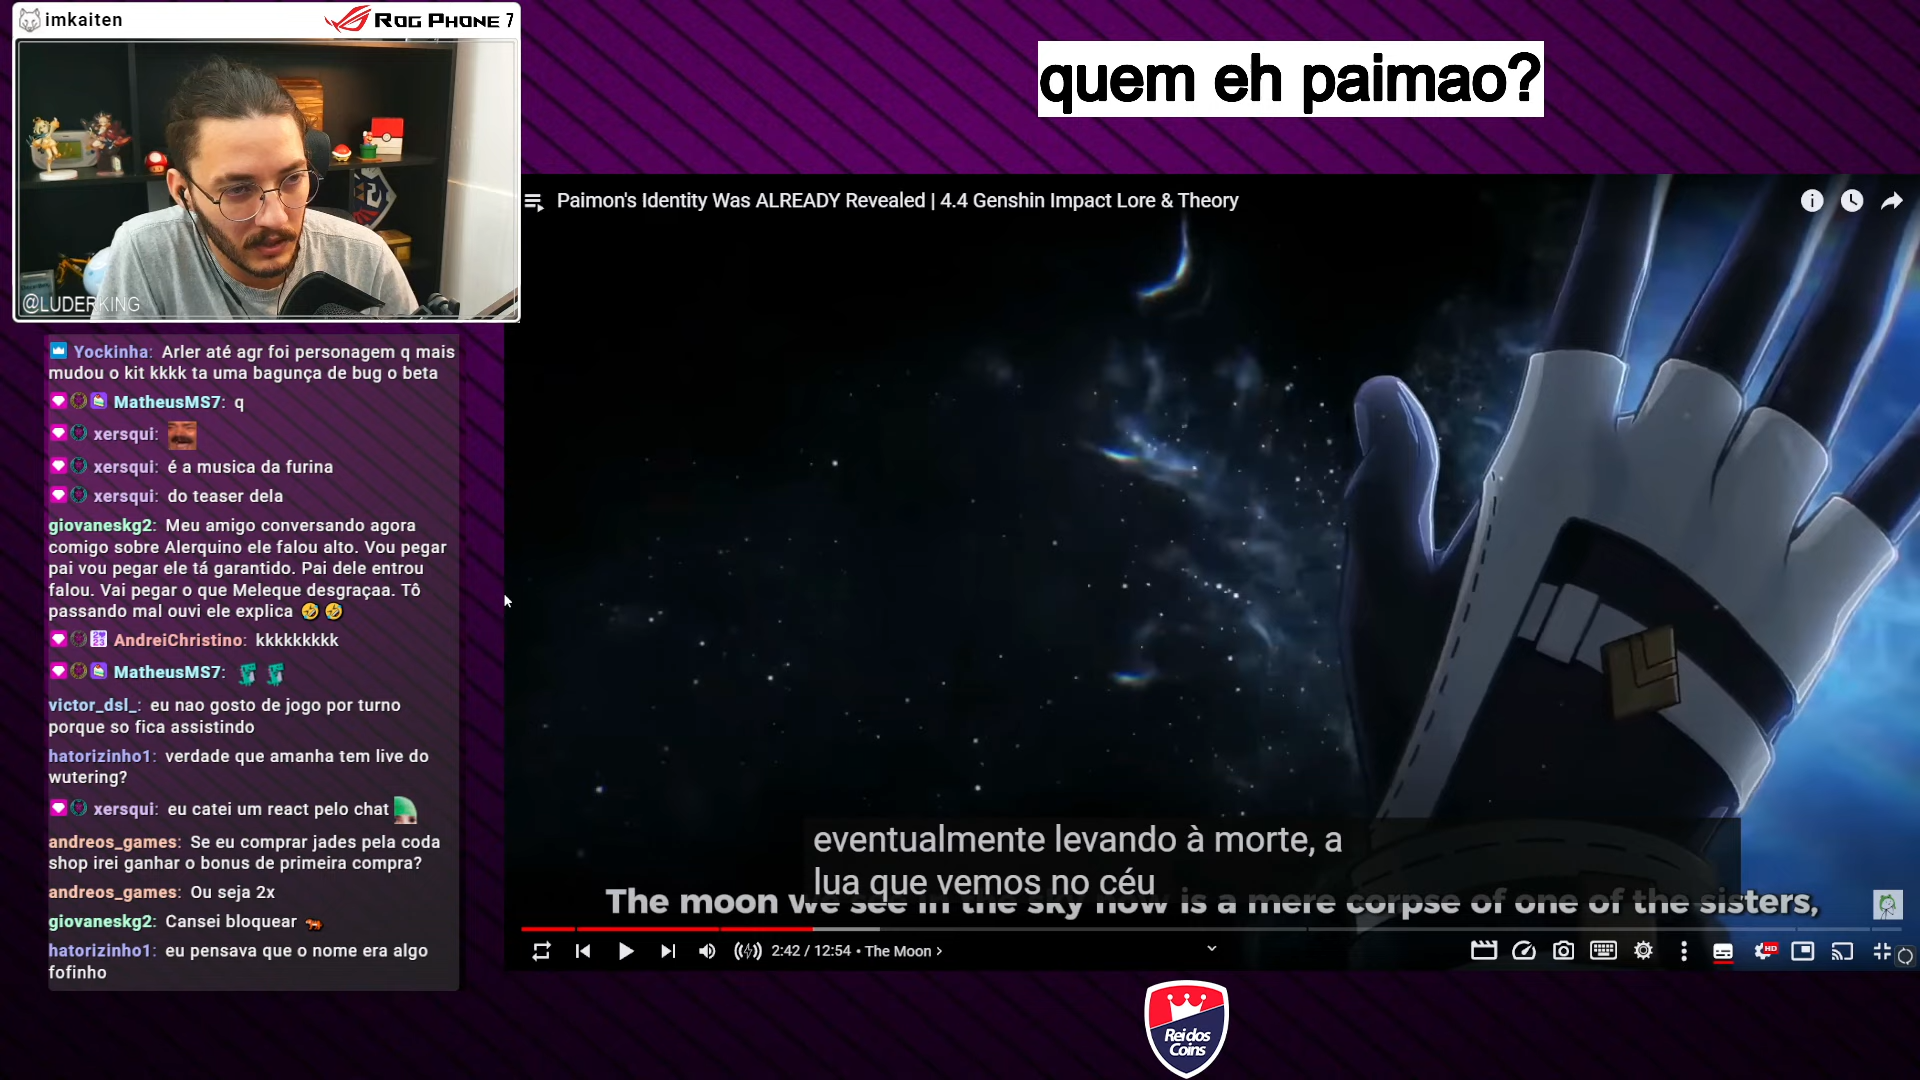 imkaiten
ROG PHONE 7
@LUDERKING
quem eh paimao?
Paimon's Identity Was ALREADY Revealed | 4.4 Genshin Impact Lore & Theory
Yockinha: Arler até agr foi personagem q mais
mudou o kit kkkk ta uma bagunça de bug o beta
MatheusMS7: q
xersqui:
xersqui: é a musica da furina
xersqui: do teaser dela
giovaneskg2: Meu amigo conversando agora
comigo sobre Alerquino ele falou alto. Vou pegar
pai vou pegar ele tá garantido. Pai dele entrou
falou. Vai pegar o que Meleque desgraçaa. Tô
passando mal ouvi ele explica 🤣 🤣
AndreiChristino: kkkkkkkkk
MatheusMS7:
victor_dsl_: eu nao gosto de jogo por turno
porque so fica assistindo
hatorizinho1: verdade que amanha tem live do
wutering?
xersqui: eu catei um react pelo chat
andreos_games: Se eu comprar jades pela coda
shop irei ganhar o bonus de primeira compra?
andreos_games: Ou seja 2x
giovaneskg2: Cansei bloquear 🐅
hatorizinho1: eu pensava que o nome era algo
fofinho
eventualmente levando à morte, a
lua que vemos no céu
The moon we see in the sky now is a mere corpse of one of the sisters,
2:42 / 12:54 • The Moon >
HD
Rei dos
Coins